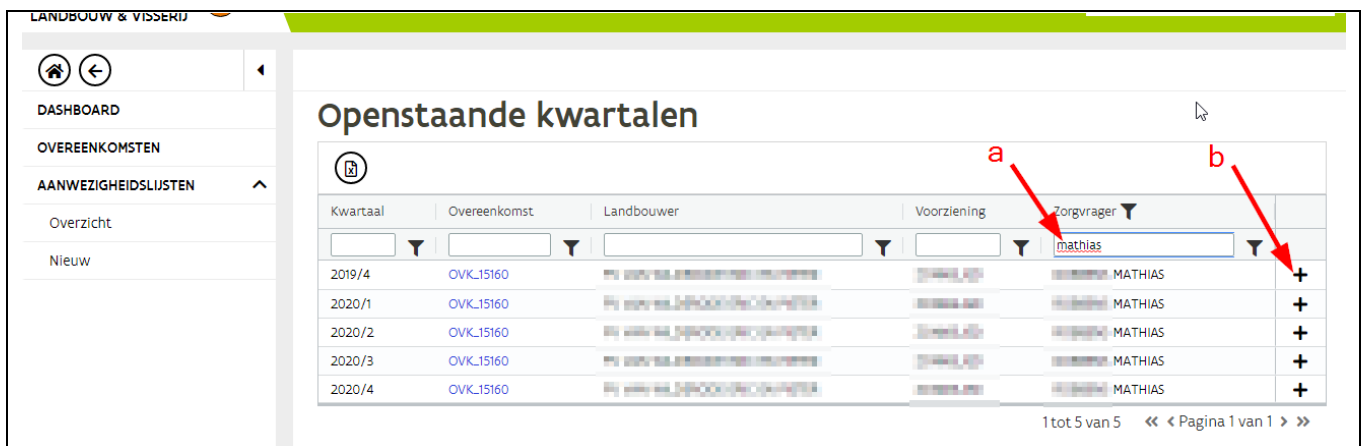 LANDBOUW & VISSERIJ
DASHBOARD
OVEREENKOMSTEN
AANWEZIGHEIDSLIJSTEN
Overzicht
Nieuw
Openstaande kwartalen
a
b
Kwartaal Overeenkomst Landbouwer Voorziening Zorgvrager
mathias
2019/4 OVK_15160 MATHIAS +
2020/1 OVK_15160 MATHIAS +
2020/2 OVK_15160 MATHIAS +
2020/3 OVK_15160 MATHIAS +
2020/4 OVK_15160 MATHIAS +
1 tot 5 van 5 Pagina 1 van 1